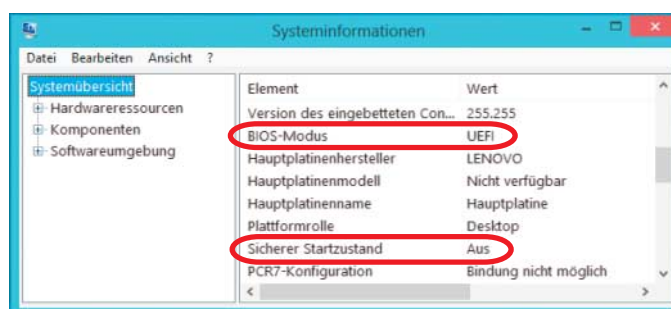 Systeminformationen
Datei Bearbeiten Ansicht ?
Systemübersicht
Hardwareressourcen
Komponenten
Softwareumgebung
Element Wert
Version des eingebetteten Con... 255.255
BIOS-Modus UEFI
Hauptplatinenhersteller LENOVO
Hauptplatinenmodell Nicht verfügbar
Hauptplatinenname Hauptplatine
Plattformrolle Desktop
Sicherer Startzustand Aus
PCR7-Konfiguration Bindung nicht möglich